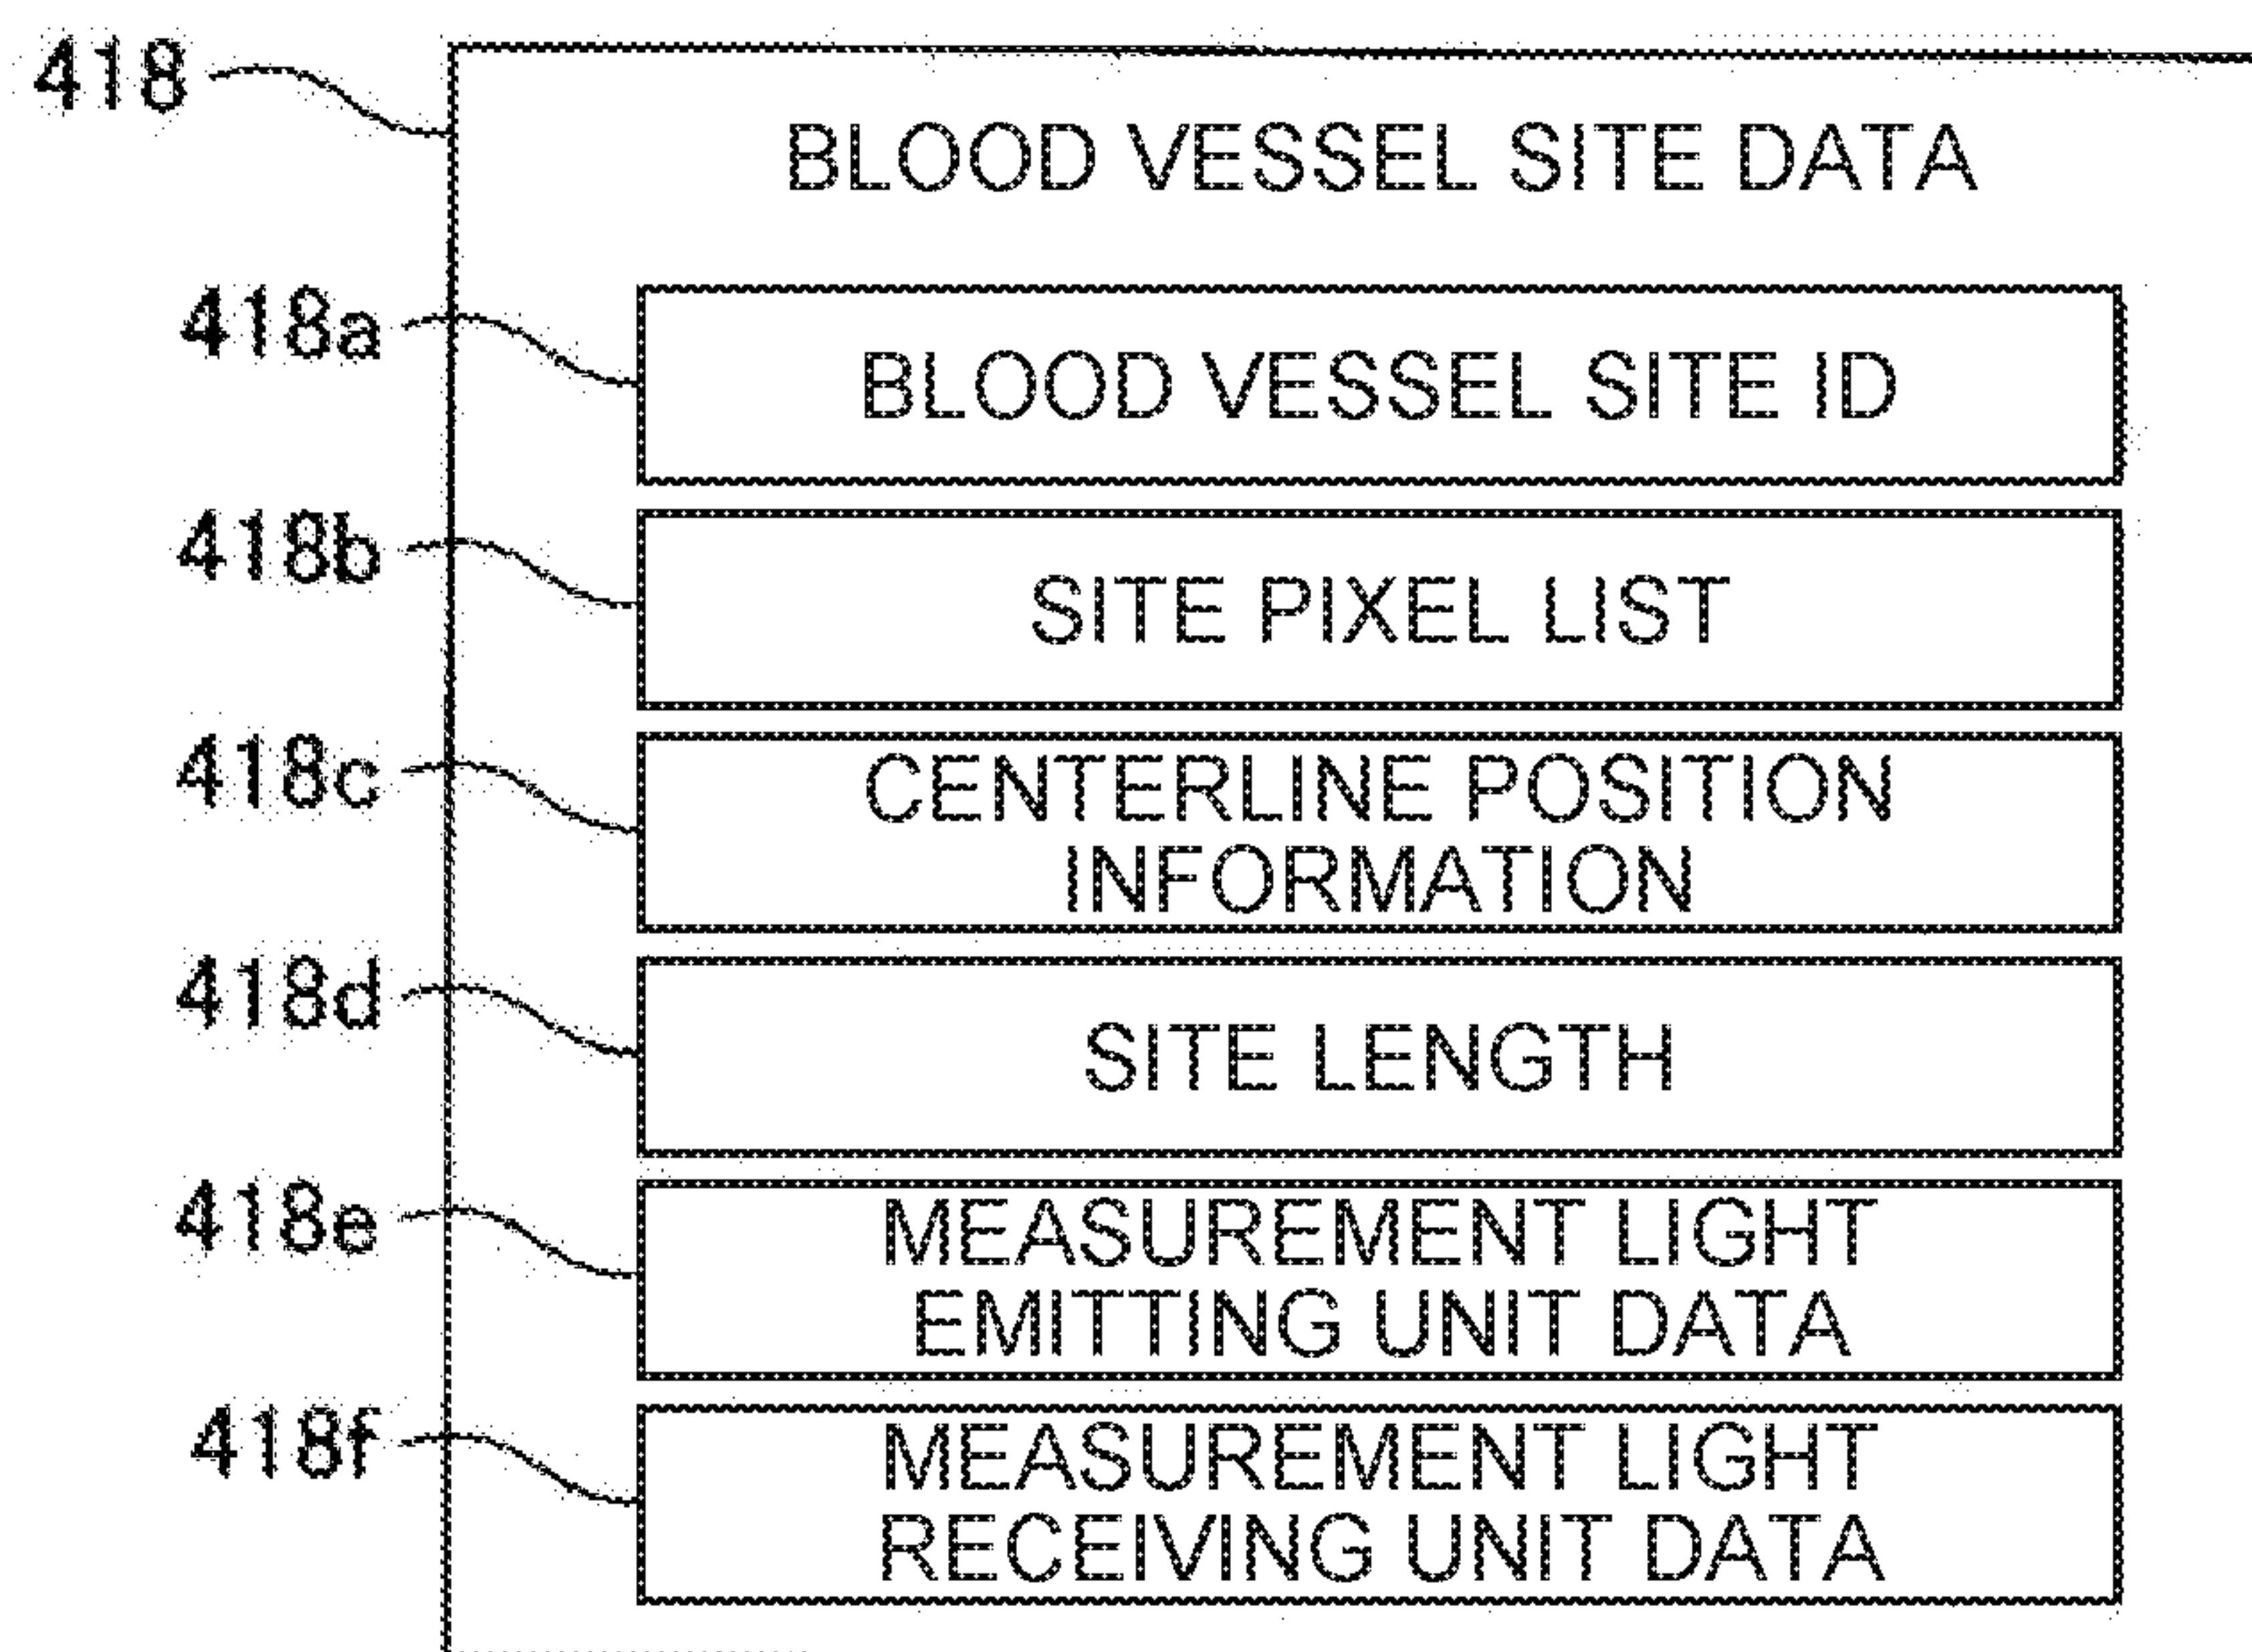 418
BLOOD VESSEL SITE DATA
418a
BLOOD VESSEL SITE ID
418b
SITE PIXEL LIST
418c
CENTERLINE POSITION
INFORMATION
418d
SITE LENGTH
418e
MEASUREMENT LIGHT
EMITTING UNIT DATA
418f
MEASUREMENT LIGHT
RECEIVING UNIT DATA